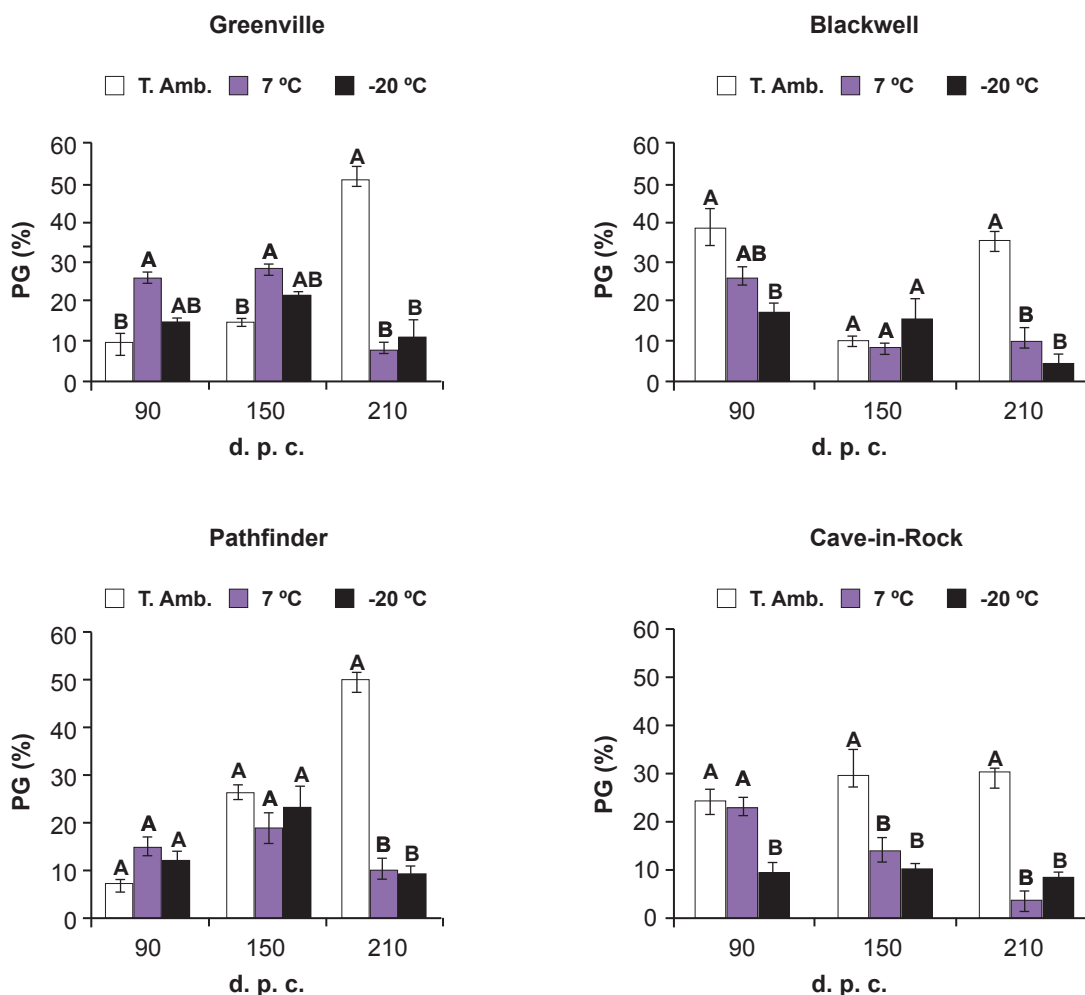 Greenville
T. Amb. 7 ºC -20 ºC
60
50
40
30
20
10
0
PG (%)
B
A
AB
B
A
AB
A
B
B
90 150 210
d. p. c.
Blackwell
T. Amb. 7 ºC -20 ºC
60
50
40
30
20
10
0
PG (%)
A
AB
B
A
A
A
A
B
B
90 150 210
d. p. c.
Pathfinder
T. Amb. 7 ºC -20 ºC
60
50
40
30
20
10
0
PG (%)
A
A
A
A
A
A
A
B
B
90 150 210
d. p. c.
Cave-in-Rock
T. Amb. 7 ºC -20 ºC
60
50
40
30
20
10
0
PG (%)
A
A
B
A
B
B
A
B
B
90 150 210
d. p. c.